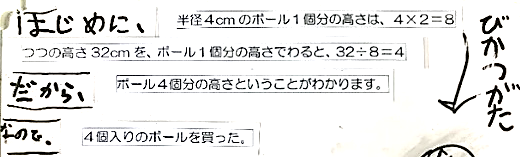 はじめに、 半径4cmのボール1個分の高さは、4×2=8
つつの高さ32cmを、ボール1個分の高さでわると、32÷8=4
だから、 ボール4個分の高さということがわかります。
なので、 4個入りのボールを買った。
びかつがた